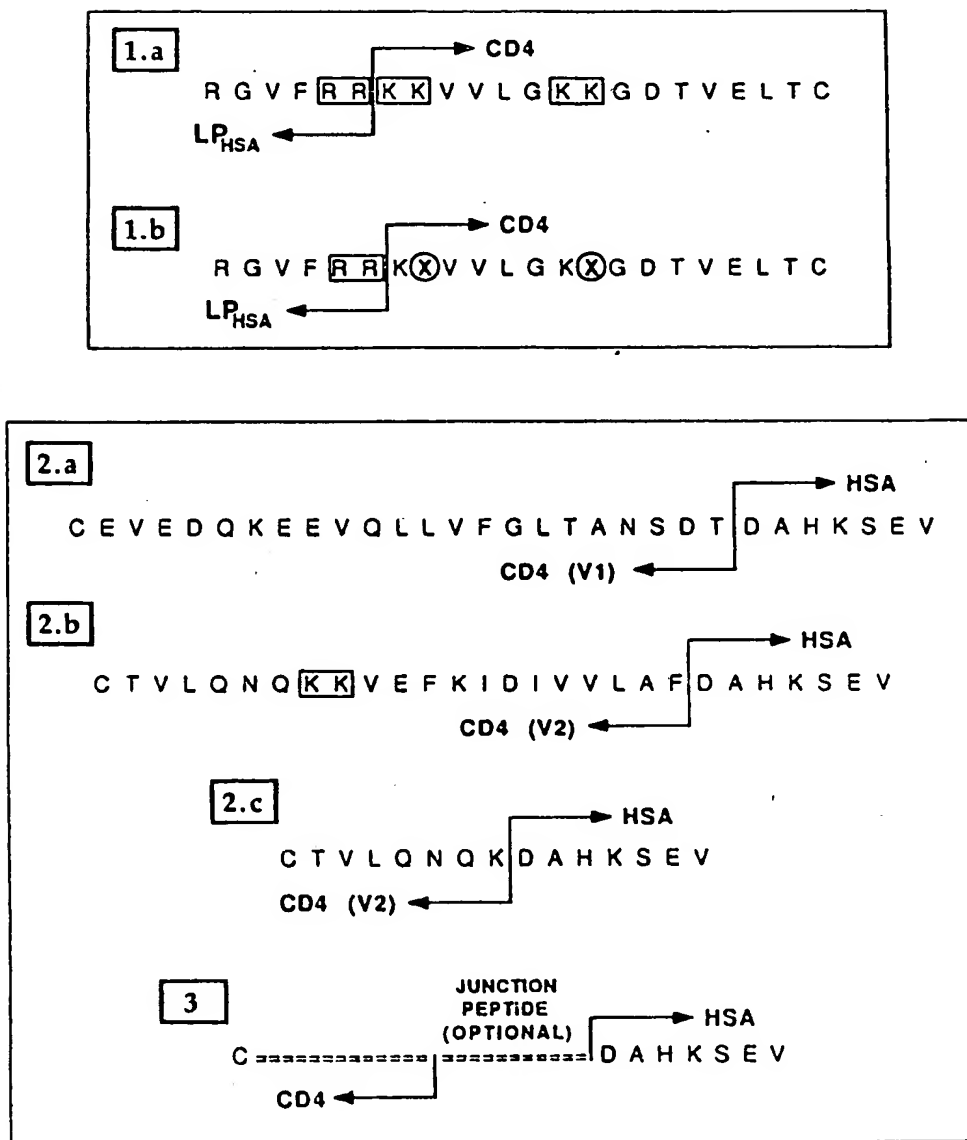 1.a
CD4
R G V F R R K K V V L G K K G D T V E L T C
LPHSA
1.b
CD4
R G V F R R K X V V L G K X G D T V E L T C
LPHSA
2.a
HSA
C E V E D Q K E E V Q L L V F G L T A N S D T D A H K S E V
CD4 (V1)
2.b
HSA
C T V L Q N Q K K V E F K I D I V V L A F D A H K S E V
CD4 (V2)
2.c
HSA
C T V L Q N Q K D A H K S E V
CD4 (V2)
3
JUNCTION
PEPTIDE
(OPTIONAL)
HSA
C D A H K S E V
CD4